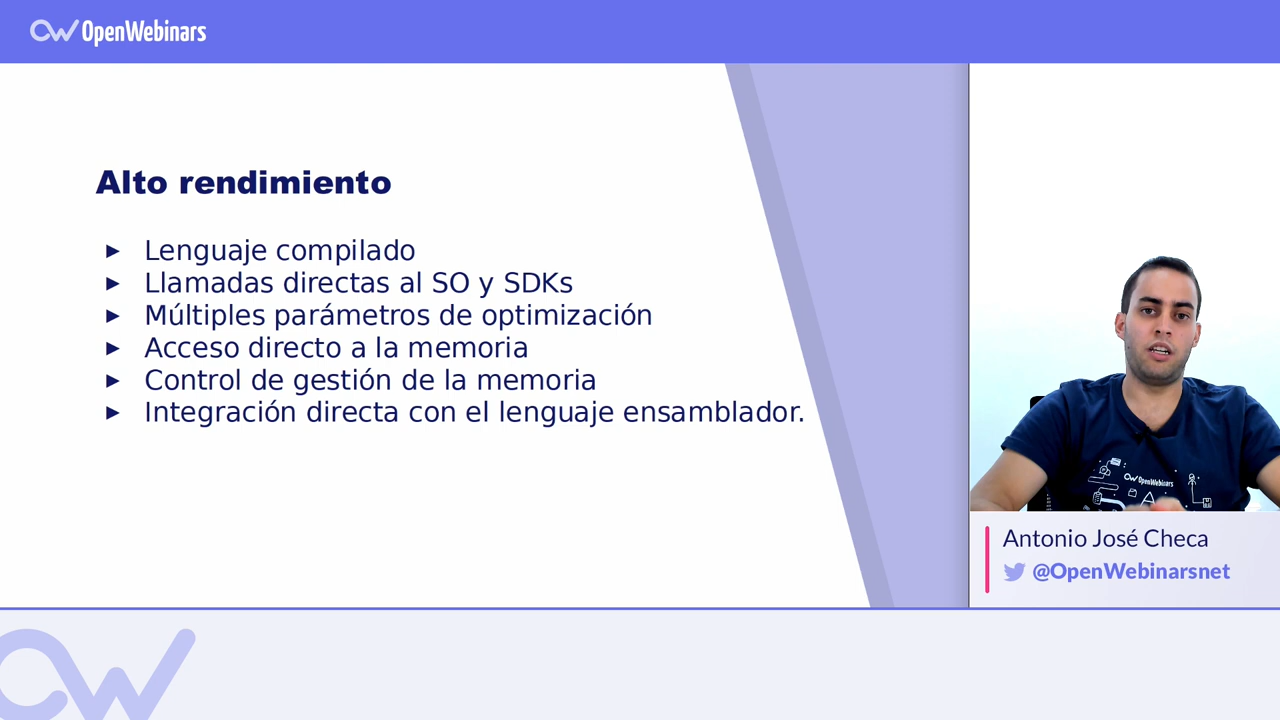 OpenWebinars
Alto rendimiento
► Lenguaje compilado
► Llamadas directas al SO y SDKs
► Múltiples parámetros de optimización
► Acceso directo a la memoria
► Control de gestión de la memoria
► Integración directa con el lenguaje ensamblador.
OpenWebinars
Antonio José Checa
@OpenWebinarsnet